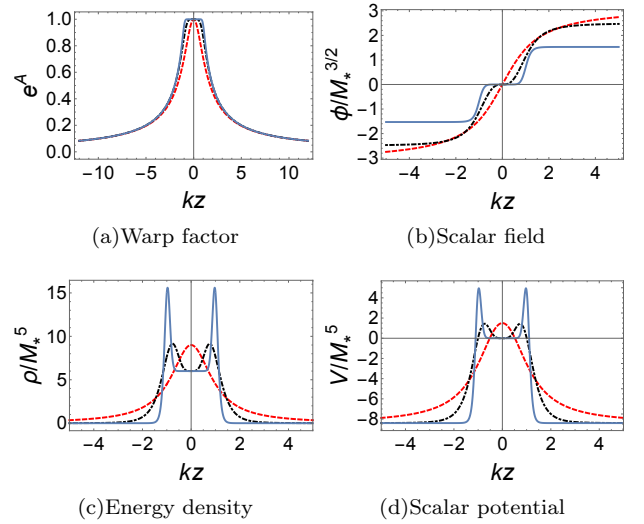 1.0
0.8
0.6
0.4
0.2
0.0
e^A
−10 −5 0 5 10
kz
(a)Warp factor
3
2
1
0
−1
−2
−3
ϕ/M_*^{3/2}
−4 −2 0 2 4
kz
(b)Scalar field
15
10
5
0
ρ/M_*^5
−4 −2 0 2 4
kz
(c)Energy density
4
2
0
−2
−4
−6
−8
V/M_*^5
−4 −2 0 2 4
kz
(d)Scalar potential